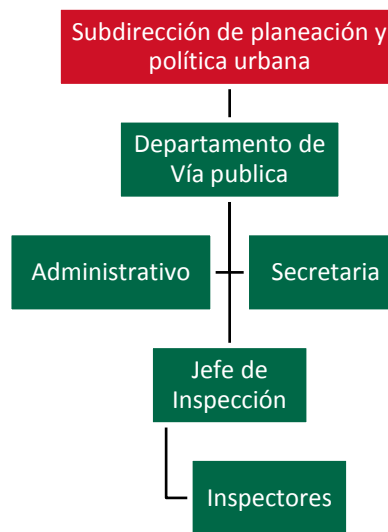 Subdirección de planeación y
política urbana
Departamento de
Vía publica
Administrativo
Secretaria
Jefe de
Inspección
Inspectores